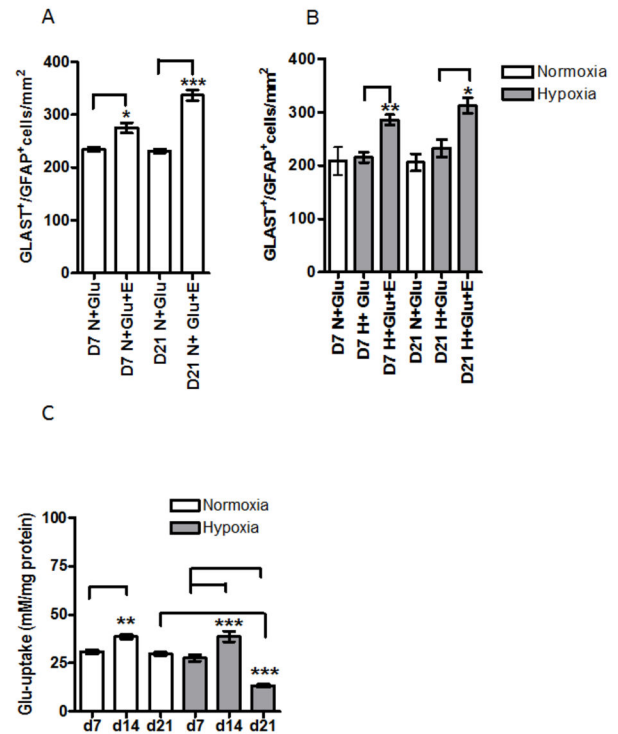 A
GLAST+/GFAP+cells/mm2
400
300
200
100
0
*
***
D7 N+Glu
D7 N+Glu+E
D21 N+Glu
D21 N+ Glu+E
B
GLAST+/GFAP+cells/mm2
400
300
200
100
0
**
*
Normoxia
Hypoxia
D7 N+Glu
D7 H+ Glu
D7 H+Glu+E
D21 N+Glu
D21 H+Glu
D21 H+Glu+E
C
Glu-uptake (mM/mg protein)
100
75
50
25
0
Normoxia
Hypoxia
**
***
***
d7 d14 d21 d7 d14 d21